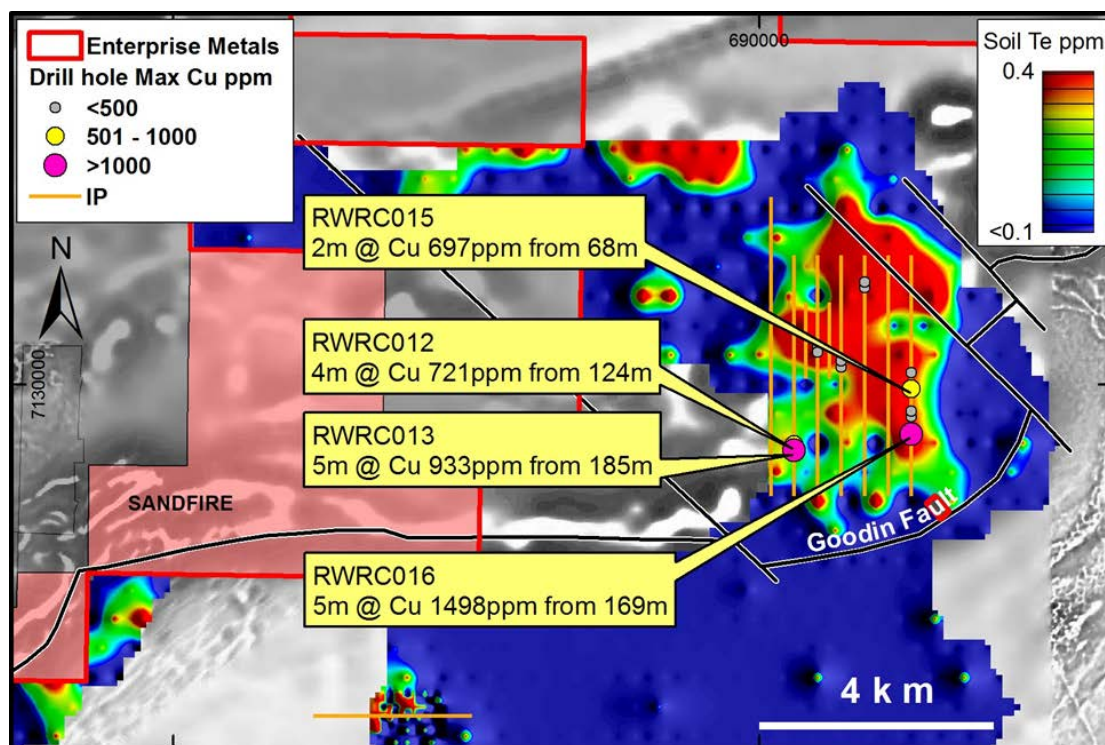 Enterprise Metals
Drill hole Max Cu ppm
<500
501 - 1000
>1000
IP
690000
Soil Te ppm
0.4
<0.1
N
7130000
RWRC015
2m @ Cu 697ppm from 68m
RWRC012
4m @ Cu 721ppm from 124m
RWRC013
5m @ Cu 933ppm from 185m
RWRC016
5m @ Cu 1498ppm from 169m
SANDFIRE
Goodin Fault
4 k m